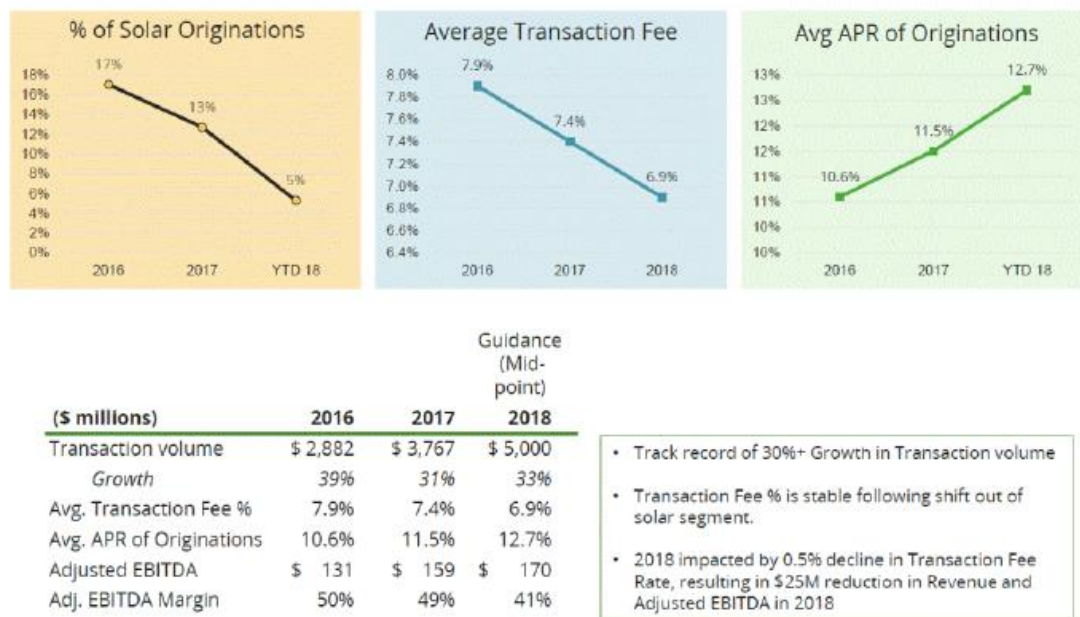 % of Solar Originations
18%
16%
14%
12%
10%
8%
6%
4%
2%
0%
17%
13%
5%
2016 2017 YTD 18
Average Transaction Fee
8.0%
7.8%
7.6%
7.4%
7.2%
7.0%
6.8%
6.6%
6.4%
7.9%
7.4%
6.9%
2016 2017 2018
Avg APR of Originations
13%
13%
12%
12%
11%
11%
10%
10%
10.6%
11.5%
12.7%
2016 2017 YTD 18
Guidance
(Mid-
point)
($ millions) 2016 2017 2018
Transaction volume $ 2,882 $ 3,767 $ 5,000
Growth 39% 31% 33%
Avg. Transaction Fee % 7.9% 7.4% 6.9%
Avg. APR of Originations 10.6% 11.5% 12.7%
Adjusted EBITDA $ 131 $ 159 $ 170
Adj. EBITDA Margin 50% 49% 41%
• Track record of 30%+ Growth in Transaction volume
• Transaction Fee % is stable following shift out of
solar segment.
• 2018 impacted by 0.5% decline in Transaction Fee
Rate, resulting in $25M reduction in Revenue and
Adjusted EBITDA in 2018